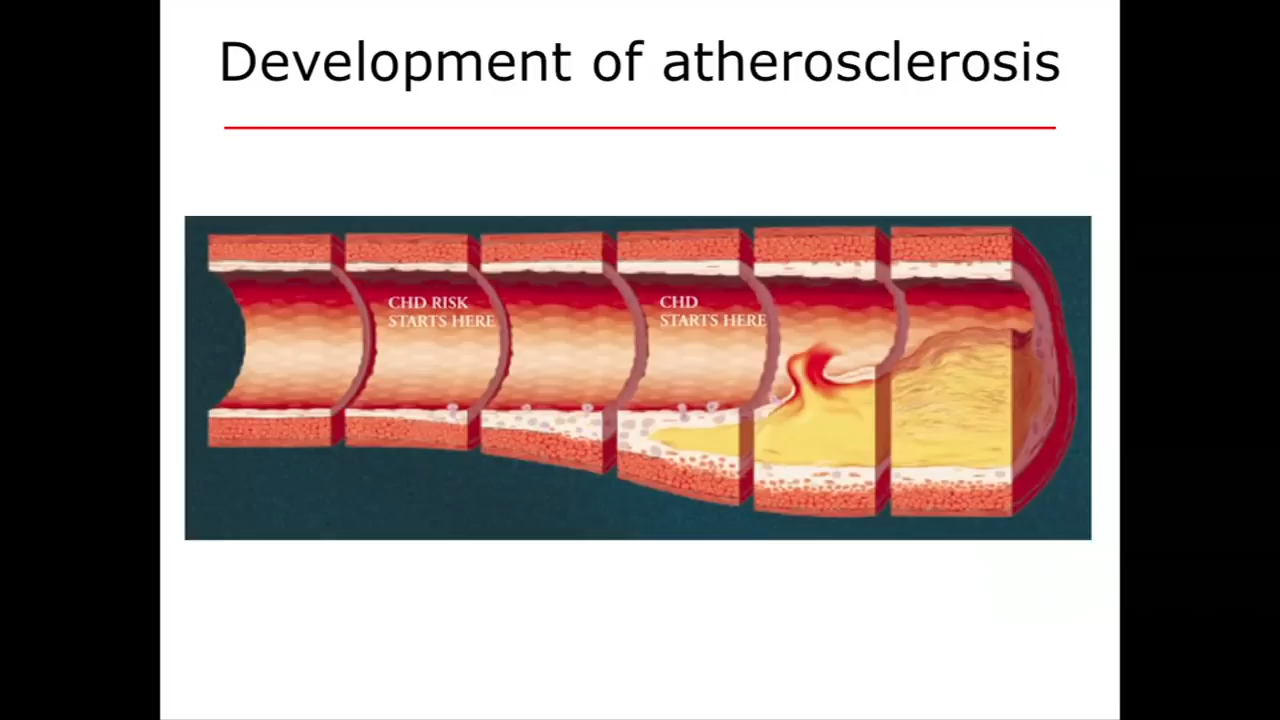 Development of atherosclerosis
CHD RISK
STARTS HERE
CHD
STARTS HERE